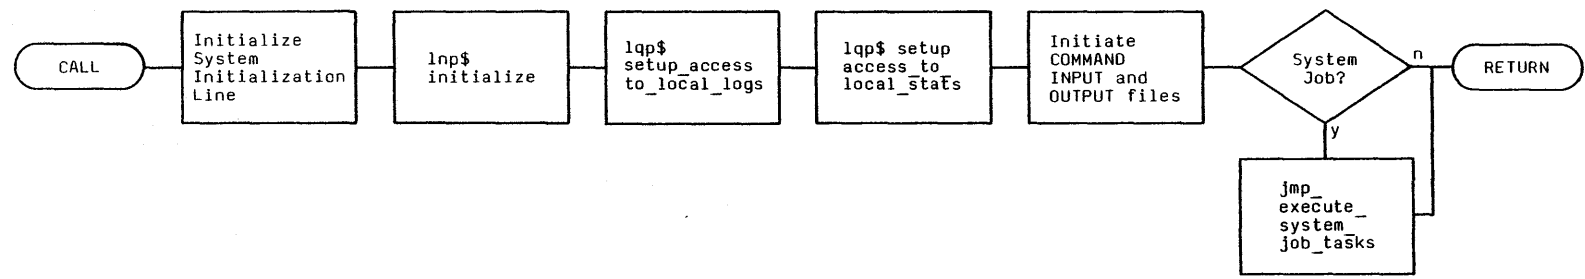 CALL
Initialize
System
Initialization
Line
lnp$
initialize
lqp$
setup_access
to_local_logs
lqp$ setup
access_to_
local_stats
Initiate
COMMAND
INPUT and
OUTPUT files
System
Job?
n
y
RETURN
jmp_
execute_
system_
job_tasks